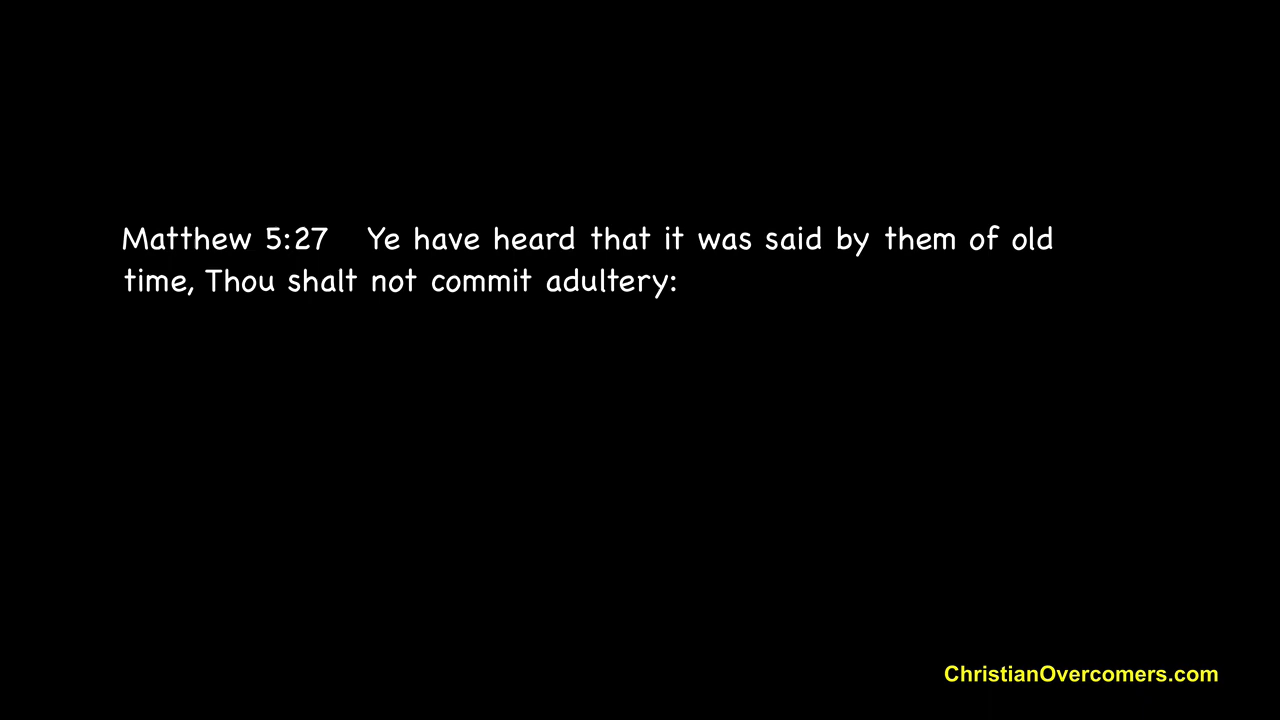 Matthew 5:27 Ye have heard that it was said by them of old
time, Thou shalt not commit adultery:
ChristianOvercomers.com